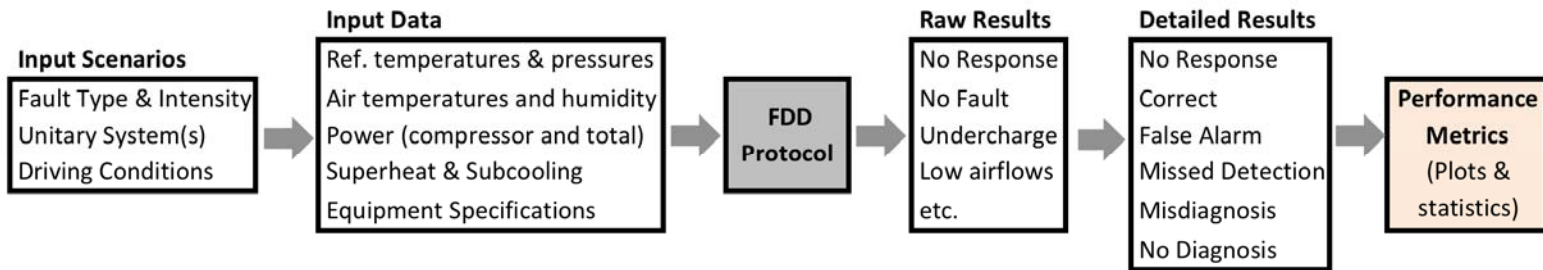 Input Scenarios
Fault Type & Intensity
Unitary System(s)
Driving Conditions
Input Data
Ref. temperatures & pressures
Air temperatures and humidity
Power (compressor and total)
Superheat & Subcooling
Equipment Specifications
FDD
Protocol
Raw Results
No Response
No Fault
Undercharge
Low airflows
etc.
Detailed Results
No Response
Correct
False Alarm
Missed Detection
Misdiagnosis
No Diagnosis
Performance
Metrics
(Plots &
statistics)